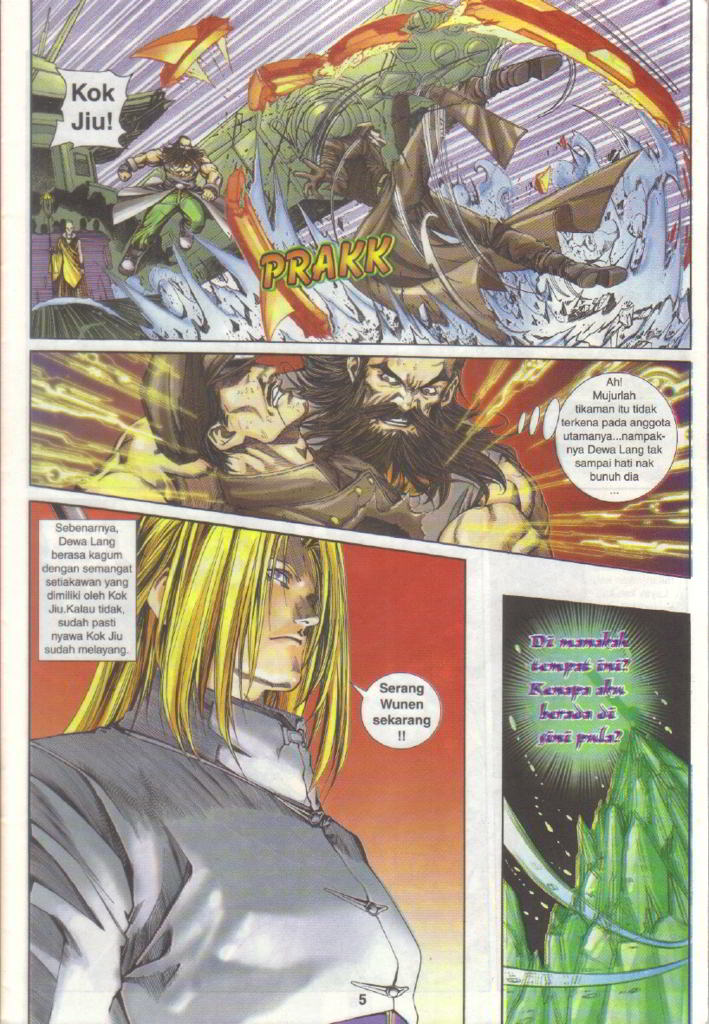 Kok
Jiu!
PRAKK
Ah!
Mujurlah
tikaman itu tidak
terkena pada anggota
utamanya...nampak-
nya Dewa Lang tak
sampai hati nak
bunuh dia
...
Sebenarnya,
Dewa Lang
berasa kagum
dengan semangat
setiakawan yang
dimiliki oleh Kok
Jiu.Kalau tidak,
sudah pasti
nyawa Kok Jiu
sudah melayang.
Serang
Wunen
sekarang
!!
Di manakah
tempat ini?
Kenapa aku
berada di
sini pula?
5